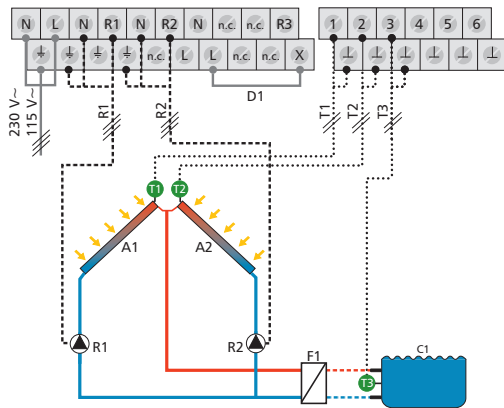 N L N R1 N R2 N n.c. n.c. R3
n.c. L L n.c. n.c. X
D1
1 2 3 4 5 6
230 V~
115 V~
R1
R2
T1
T2
T3
T1 T2
A1 A2
R1 R2
F1
C1
T3